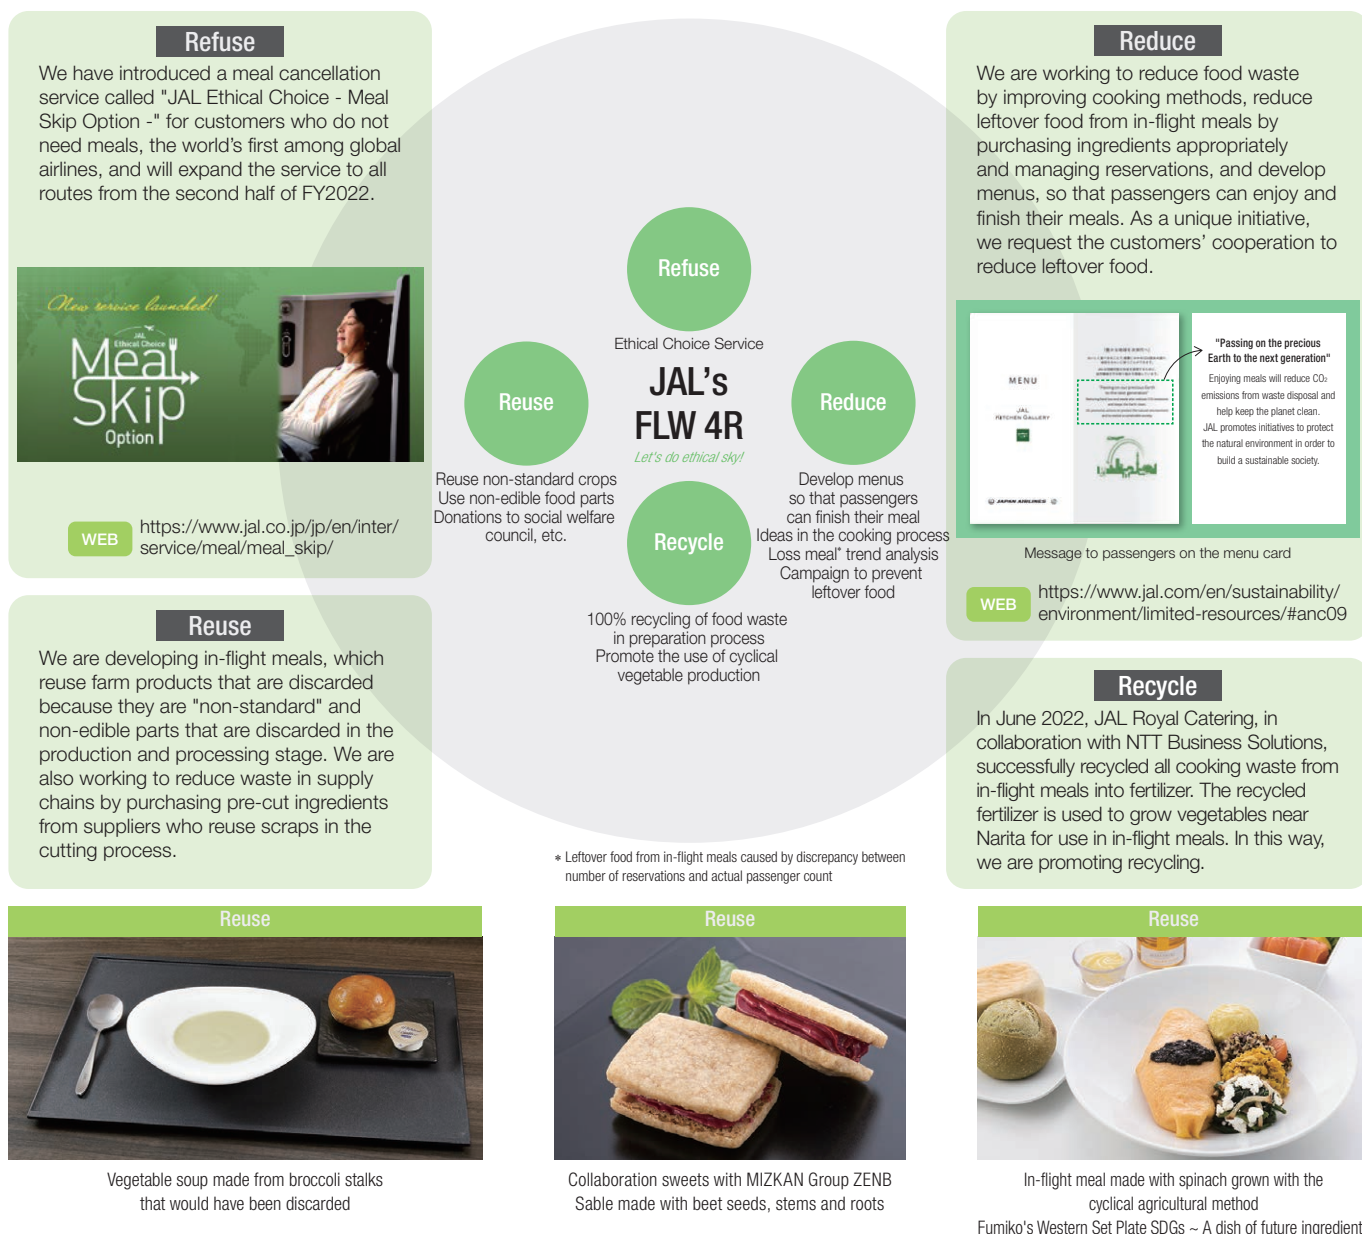 Refuse
We have introduced a meal cancellation
service called "JAL Ethical Choice - Meal
Skip Option -" for customers who do not
need meals, the world's first among global
airlines, and will expand the service to all
routes from the second half of FY2022.
New service launched!
JAL
Ethical Choice
Meal
Skip
Option
WEB
https://www.jal.co.jp/jp/en/inter/
service/meal/meal_skip/
Reuse
We are developing in-flight meals, which
reuse farm products that are discarded
because they are "non-standard" and
non-edible parts that are discarded in the
production and processing stage. We are
also working to reduce waste in supply
chains by purchasing pre-cut ingredients
from suppliers who reuse scraps in the
cutting process.
Refuse
Ethical Choice Service
JAL's
FLW 4R
Let's do ethical sky!
Reuse
Reuse non-standard crops
Use non-edible food parts
Donations to social welfare
council, etc.
Reduce
Develop menus
so that passengers
can finish their meal
Ideas in the cooking process
Loss meal* trend analysis
Campaign to prevent
leftover food
Recycle
100% recycling of food waste
in preparation process
Promote the use of cyclical
vegetable production
* Leftover food from in-flight meals caused by discrepancy between
number of reservations and actual passenger count
Reduce
We are working to reduce food waste
by improving cooking methods, reduce
leftover food from in-flight meals by
purchasing ingredients appropriately
and managing reservations, and develop
menus, so that passengers can enjoy and
finish their meals. As a unique initiative,
we request the customers' cooperation to
reduce leftover food.
MENU
JAL
KITCHEN GALLERY
JAPAN AIRLINES
"Passing on the precious
Earth to the next generation"
Enjoying meals will reduce CO₂
emissions from waste disposal and
help keep the planet clean.
JAL promotes initiatives to protect
the natural environment in order to
build a sustainable society.
Message to passengers on the menu card
WEB
https://www.jal.com/en/sustainability/
environment/limited-resources/#anc09
Recycle
In June 2022, JAL Royal Catering, in
collaboration with NTT Business Solutions,
successfully recycled all cooking waste from
in-flight meals into fertilizer. The recycled
fertilizer is used to grow vegetables near
Narita for use in in-flight meals. In this way,
we are promoting recycling.
Reuse
Vegetable soup made from broccoli stalks
that would have been discarded
Reuse
Collaboration sweets with MIZKAN Group ZENB
Sable made with beet seeds, stems and roots
Reuse
In-flight meal made with spinach grown with the
cyclical agricultural method
Fumiko's Western Set Plate SDGs ~ A dish of future ingredient